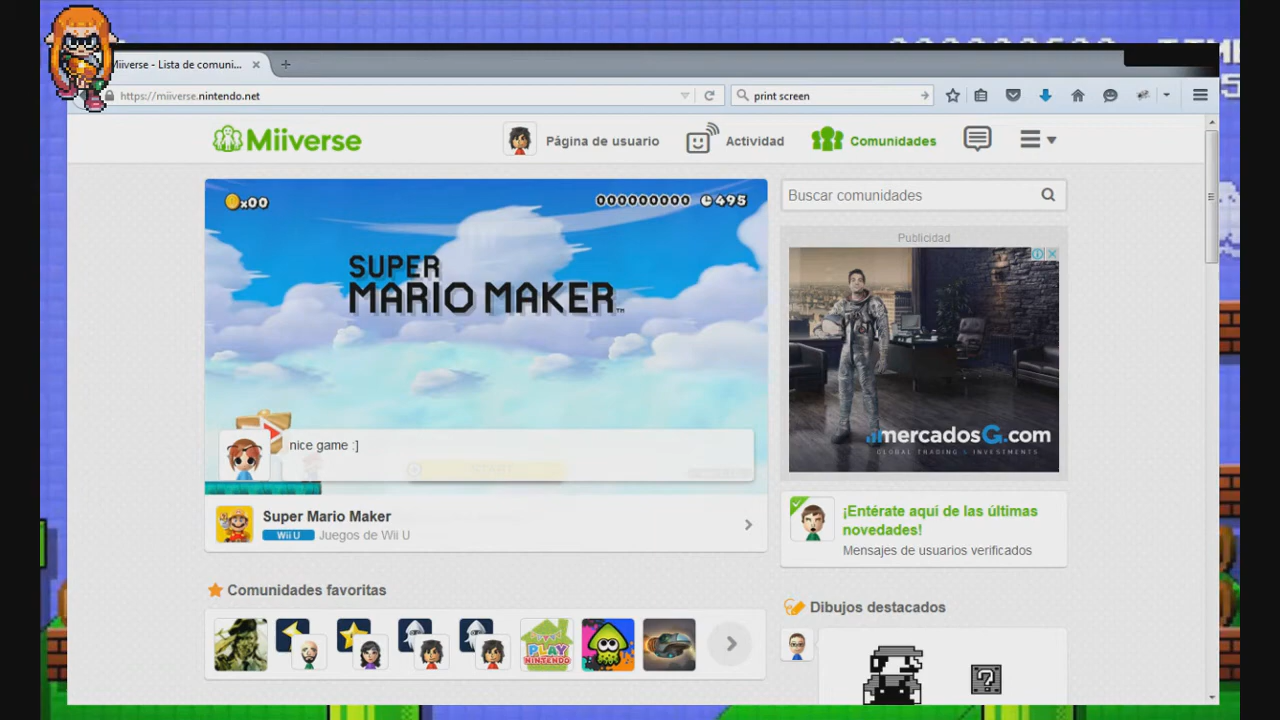 Miiverse - Lista de comuni...
https://miiverse.nintendo.net
print screen
Miiverse
Página de usuario
Actividad
Comunidades
x00
000000000
495
SUPER
MARIO MAKER™
nice game :]
Super Mario Maker
Wii U Juegos de Wii U
Comunidades favoritas
PLAY
NINTENDO
Buscar comunidades
Publicidad
mercadosG.com
GLOBAL TRADING & INVESTMENTS
¡Entérate aquí de las últimas
novedades!
Mensajes de usuarios verificados
Dibujos destacados
?